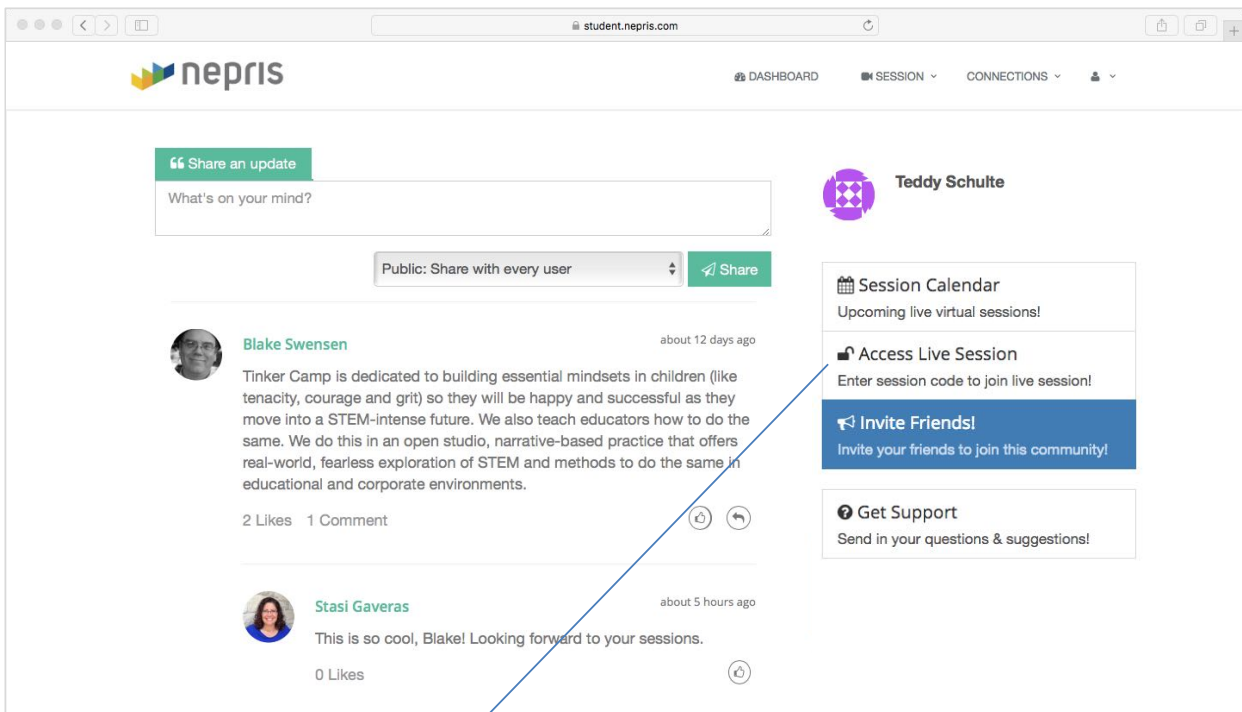 student.nepris.com
nepris
DASHBOARD
SESSION
CONNECTIONS
Share an update
What's on your mind?
Public: Share with every user
Share
Blake Swensen
about 12 days ago
Tinker Camp is dedicated to building essential mindsets in children (like
tenacity, courage and grit) so they will be happy and successful as they
move into a STEM-intense future. We also teach educators how to do the
same. We do this in an open studio, narrative-based practice that offers
real-world, fearless exploration of STEM and methods to do the same in
educational and corporate environments.
2 Likes 1 Comment
Stasi Gaveras
about 5 hours ago
This is so cool, Blake! Looking forward to your sessions.
0 Likes
Teddy Schulte
Session Calendar
Upcoming live virtual sessions!
Access Live Session
Enter session code to join live session!
Invite Friends!
Invite your friends to join this community!
Get Support
Send in your questions & suggestions!